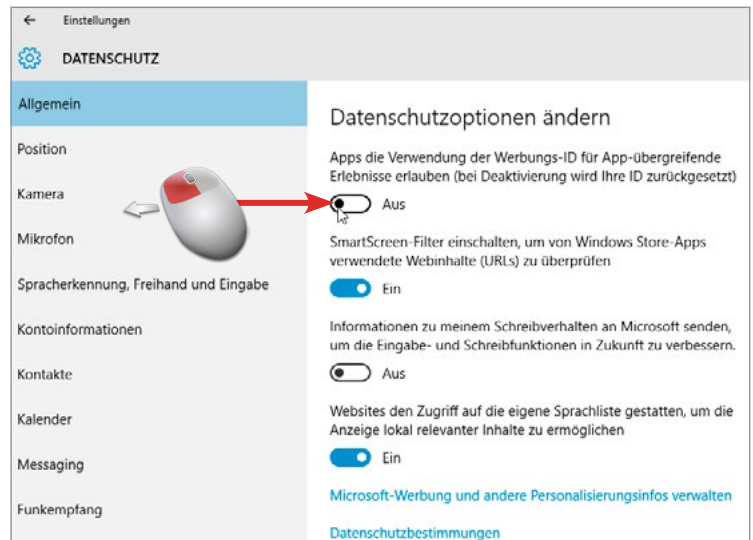 Einstellungen
DATENSCHUTZ
Allgemein
Position
Kamera
Mikrofon
Spracherkennung, Freihand und Eingabe
Kontoinformationen
Kontakte
Kalender
Messaging
Funkempfang
Datenschutzoptionen ändern
Apps die Verwendung der Werbungs-ID für App-übergreifende
Erlebnisse erlauben (bei Deaktivierung wird Ihre ID zurückgesetzt)
Aus
SmartScreen-Filter einschalten, um von Windows Store-Apps
verwendete Webinhalte (URLs) zu überprüfen
Ein
Informationen zu meinem Schreibverhalten an Microsoft senden,
um die Eingabe- und Schreibfunktionen in Zukunft zu verbessern.
Aus
Websites den Zugriff auf die eigene Sprachliste gestatten, um die
Anzeige lokal relevanter Inhalte zu ermöglichen
Ein
Microsoft-Werbung und andere Personalisierungsinfos verwalten
Datenschutzbestimmungen